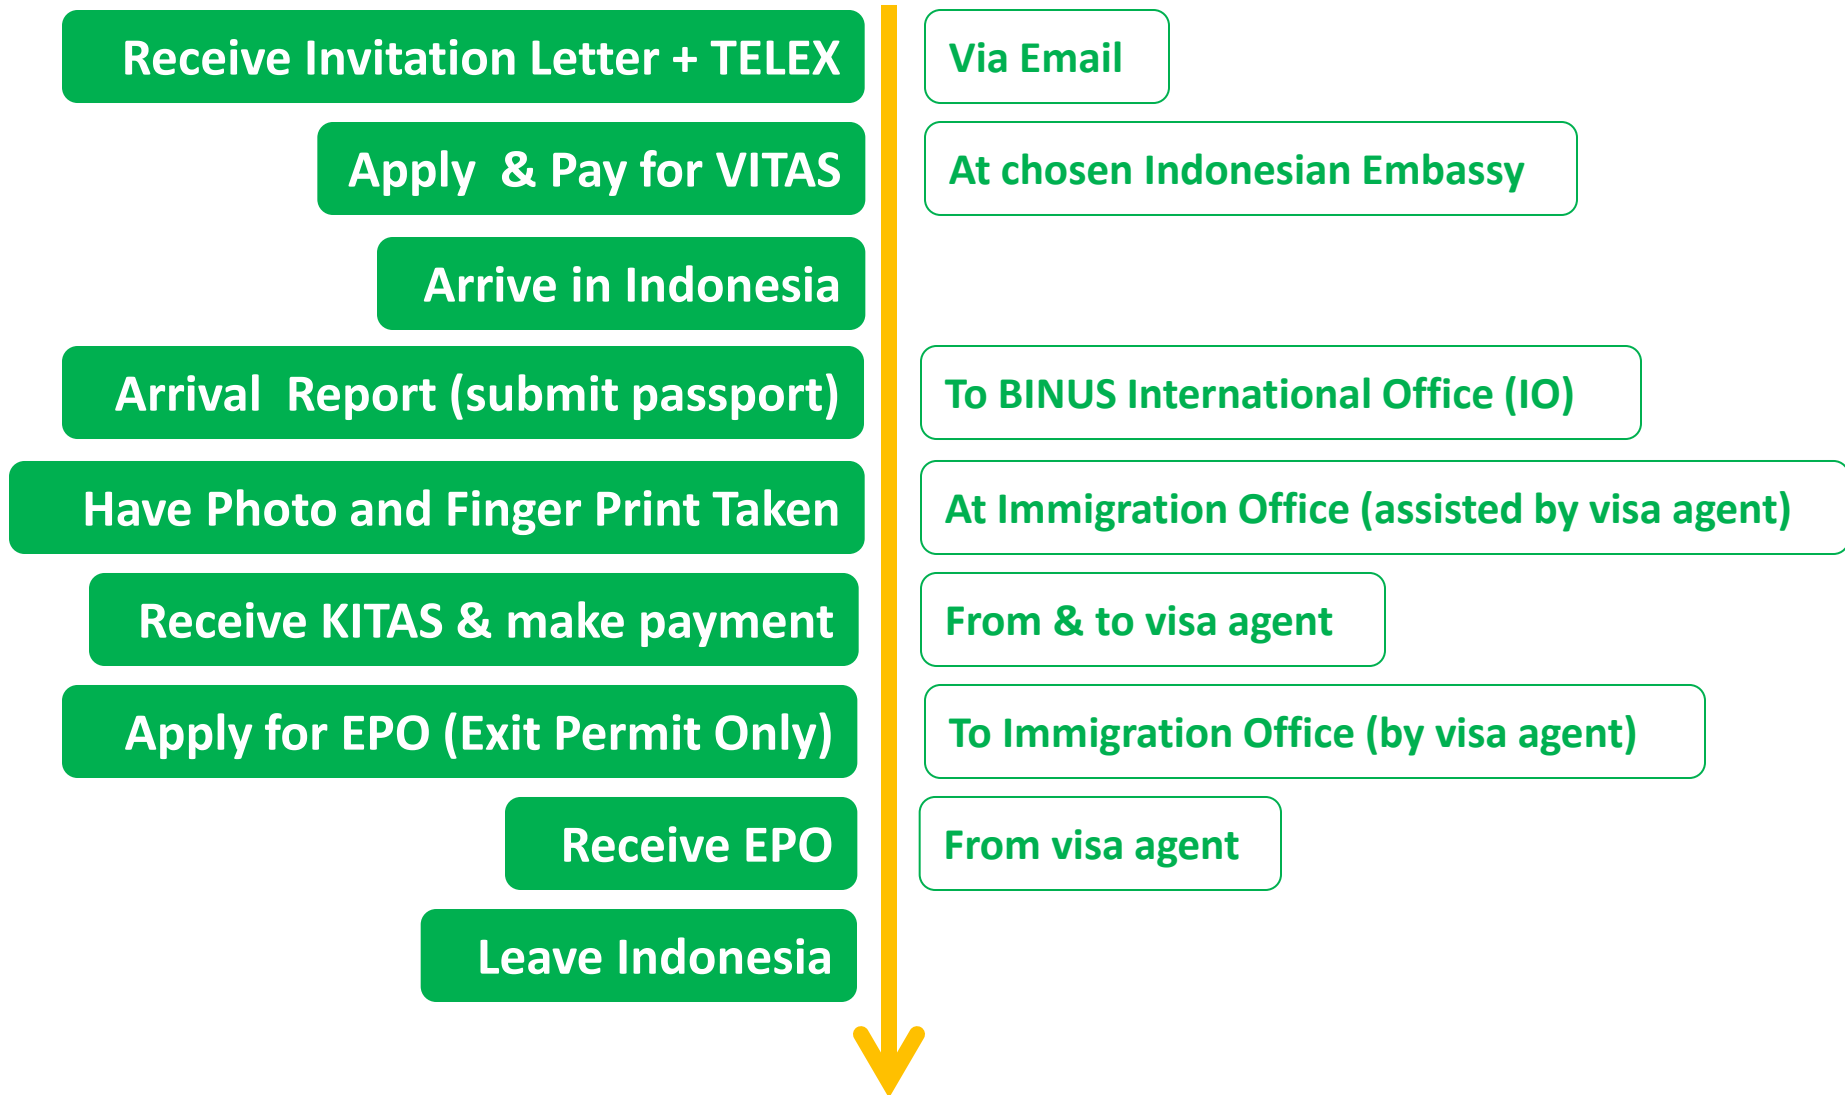 Receive Invitation Letter + TELEX
Via Email
Apply & Pay for VITAS
At chosen Indonesian Embassy
Arrive in Indonesia
Arrival Report (submit passport)
To BINUS International Office (IO)
Have Photo and Finger Print Taken
At Immigration Office (assisted by visa agent)
Receive KITAS & make payment
From & to visa agent
Apply for EPO (Exit Permit Only)
To Immigration Office (by visa agent)
Receive EPO
From visa agent
Leave Indonesia